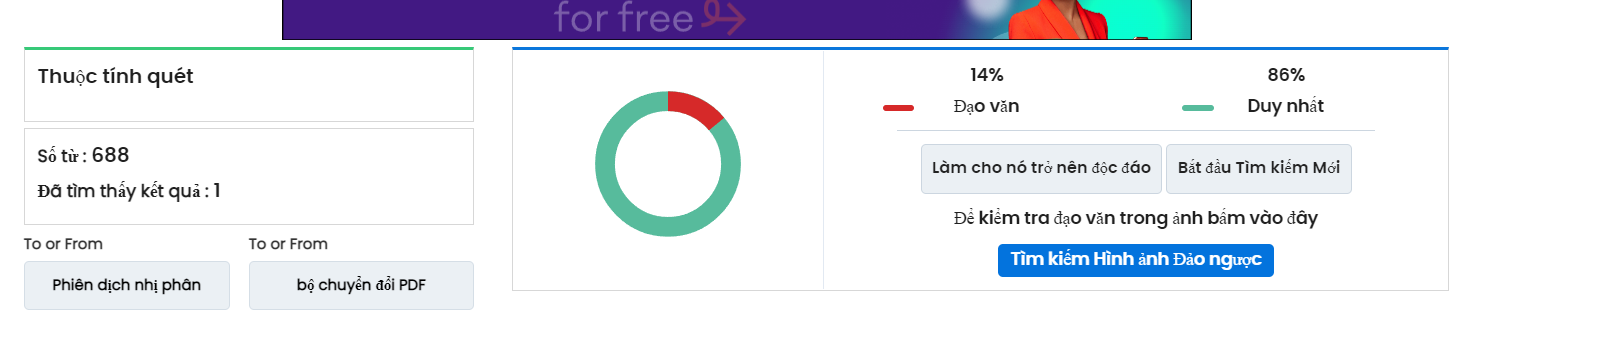 for free
Thuộc tính quét
Số từ : 688
Đã tìm thấy kết quả : 1
To or From
To or From
Phiên dịch nhị phân
bộ chuyển đổi PDF
14%
86%
Đạo văn
Duy nhất
Làm cho nó trở nên độc đáo
Bắt đầu Tìm kiếm Mới
Để kiểm tra đạo văn trong ảnh bấm vào đây
Tìm kiếm Hình ảnh Đảo ngược